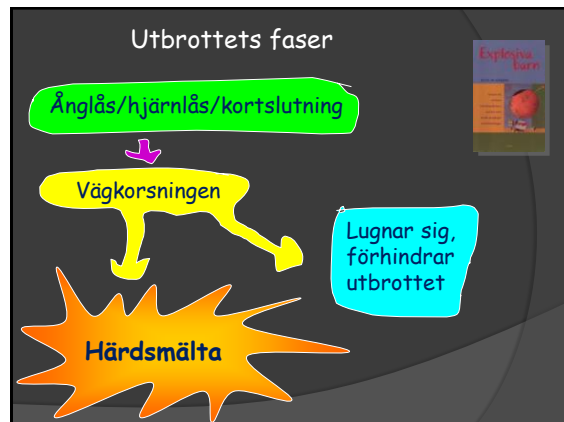 Utbrottets faser
Explosiva
barn
Ånglås/hjärnlås/kortslutning
Vägkorsningen
Lugnar sig,
förhindrar
utbrottet
Härdsmälta